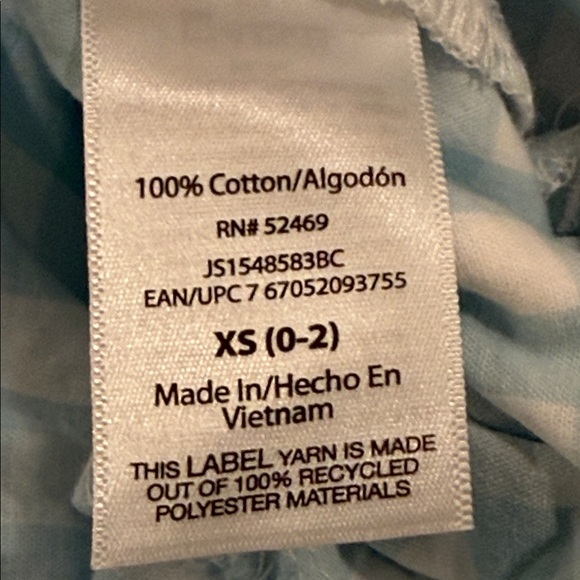 100% Cotton/Algodón
RN# 52469
JS1548583BC
EAN/UPC 7 67052093755
XS (0-2)
Made In/Hecho En
Vietnam
THIS LABEL YARN IS MADE
OUT OF 100% RECYCLED
POLYESTER MATERIALS